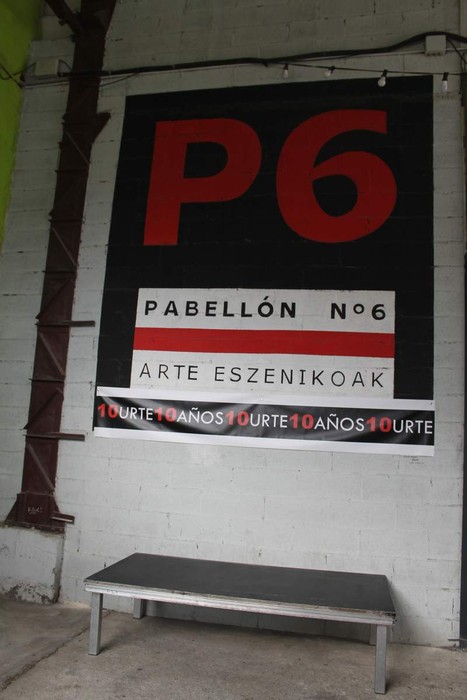 P6
PABELLÓN Nº6
ARTE ESZENIKOAK
10URTE10AÑOS10URTE10AÑOS10URTE